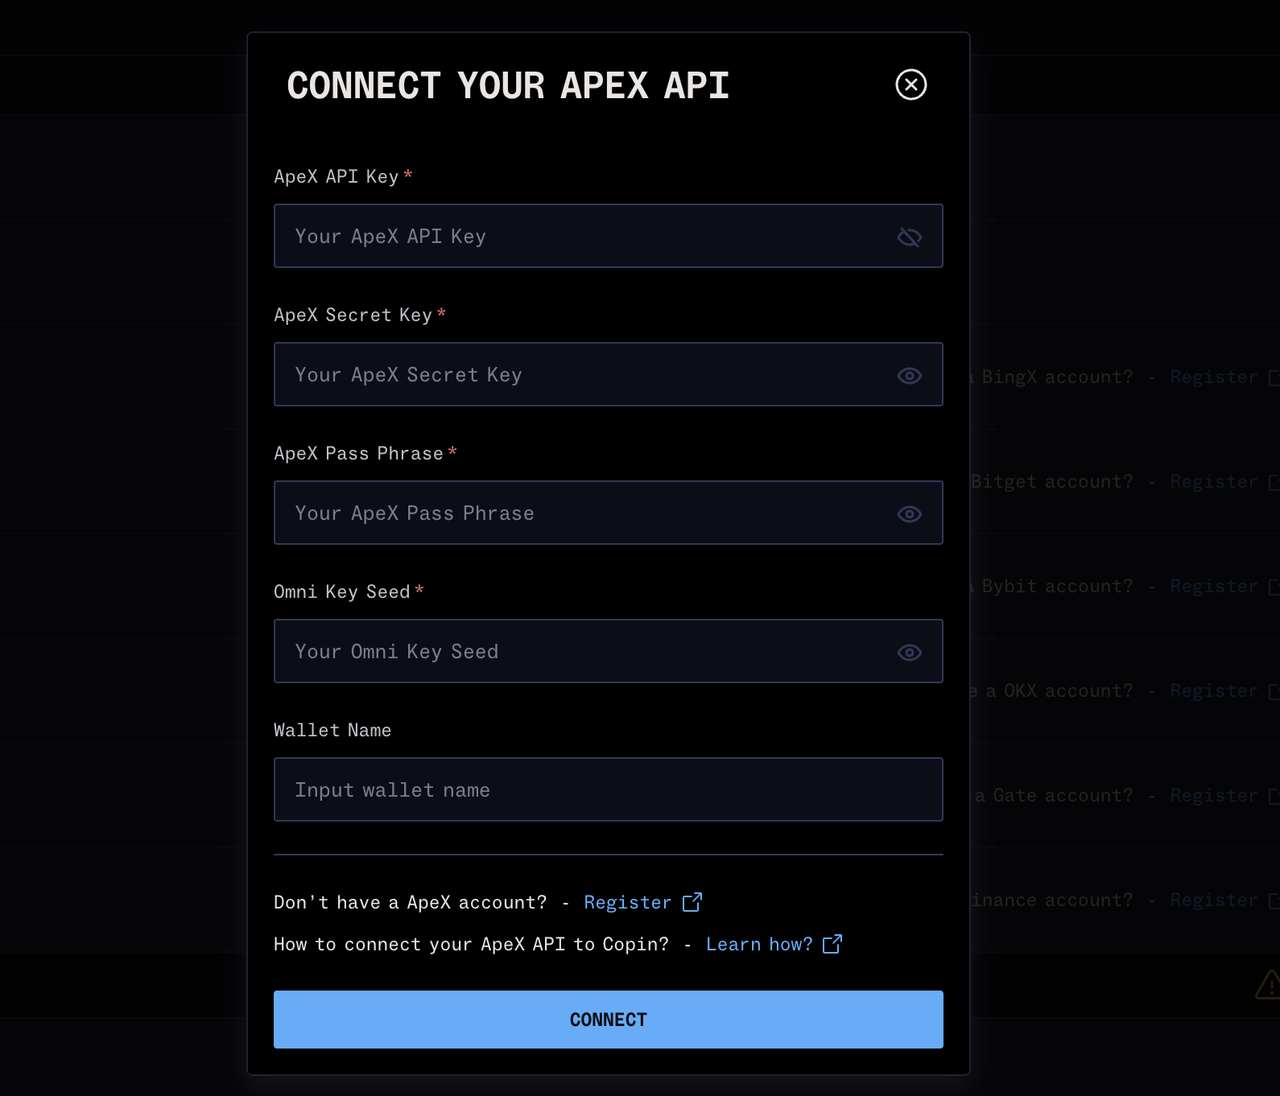 CONNECT YOUR APEX API
ApeX API Key *
Your ApeX API Key
ApeX Secret Key *
Your ApeX Secret Key
ApeX Pass Phrase *
Your ApeX Pass Phrase
Omni Key Seed *
Your Omni Key Seed
Wallet Name
Input wallet name
Don't have a ApeX account? - Register
How to connect your ApeX API to Copin? - Learn how?
CONNECT
a BingX account? - Register
Bitget account? - Register
a Bybit account? - Register
a OKX account? - Register
a Gate account? - Register
account? - Register